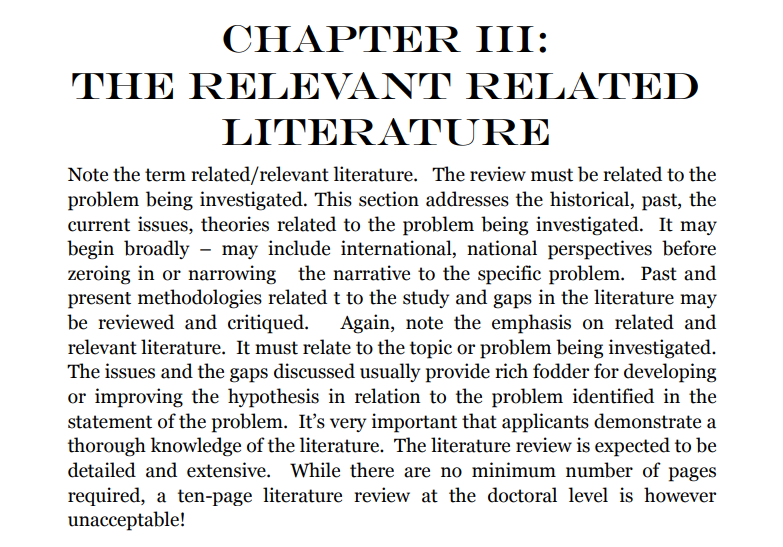 CHAPTER III:
THE RELEVANT RELATED
LITERATURE
Note the term related/relevant literature.   The review must be related to the
problem being investigated. This section addresses the historical, past, the
current issues, theories related to the problem being investigated.  It may
begin broadly – may include international, national perspectives before
zeroing in or narrowing   the narrative to the specific problem.  Past and
present methodologies related t to the study and gaps in the literature may
be reviewed and critiqued.    Again, note the emphasis on related and
relevant literature.  It must relate to the topic or problem being investigated.
The issues and the gaps discussed usually provide rich fodder for developing
or improving the hypothesis in relation to the problem identified in the
statement of the problem.  It’s very important that applicants demonstrate a
thorough knowledge of the literature.  The literature review is expected to be
detailed and extensive.   While there are no minimum number of pages
required, a ten-page literature review at the doctoral level is however
unacceptable!